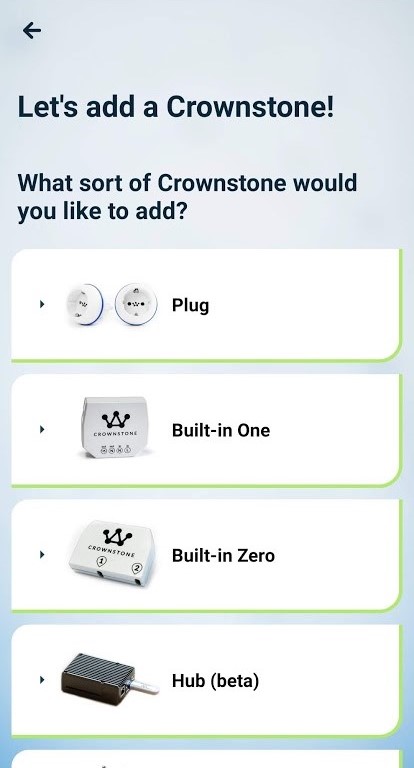 Let's add a Crownstone!
What sort of Crownstone would
you like to add?
Plug
CROWNSTONE
Built-in One
CROWNSTONE
1
2
Built-in Zero
Hub (beta)